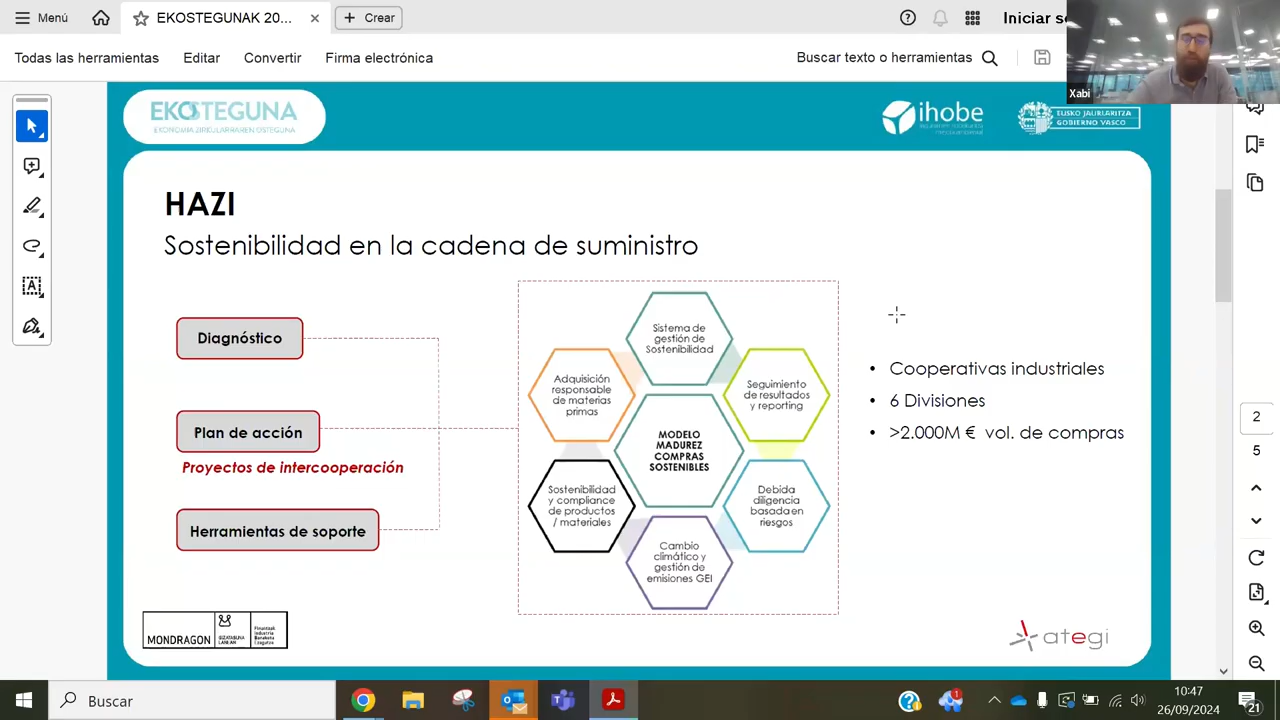 Menú
EKOSTEGUNAK 20...
Crear
Iniciar se
Todas las herramientas
Editar
Convertir
Firma electrónica
Buscar texto o herramientas
Xabi
EKOSTEGUNA
EKONOMIA ZIRKULARRAREN OSTEGUNA
ihobe
EUSKO JAURLARITZA
GOBIERNO VASCO
HAZI
Sostenibilidad en la cadena de suministro
Diagnóstico
Plan de acción
Proyectos de intercooperación
Herramientas de soporte
Sistema de
gestión de
Sostenibilidad
Adquisición
responsable
de materias
primas
Seguimiento
de resultados
y reporting
MODELO
MADUREZ
COMPRAS
SOSTENIBLES
Sostenibilidad
y compliance
de productos
/ materiales
Debida
diligencia
basada en
riesgos
Cambio
climático y
gestión de
emisiones GEI
• Cooperativas industriales
• 6 Divisiones
• >2.000M € vol. de compras
MONDRAGON
ategi
2
5
Buscar
10:47
26/09/2024
21
1